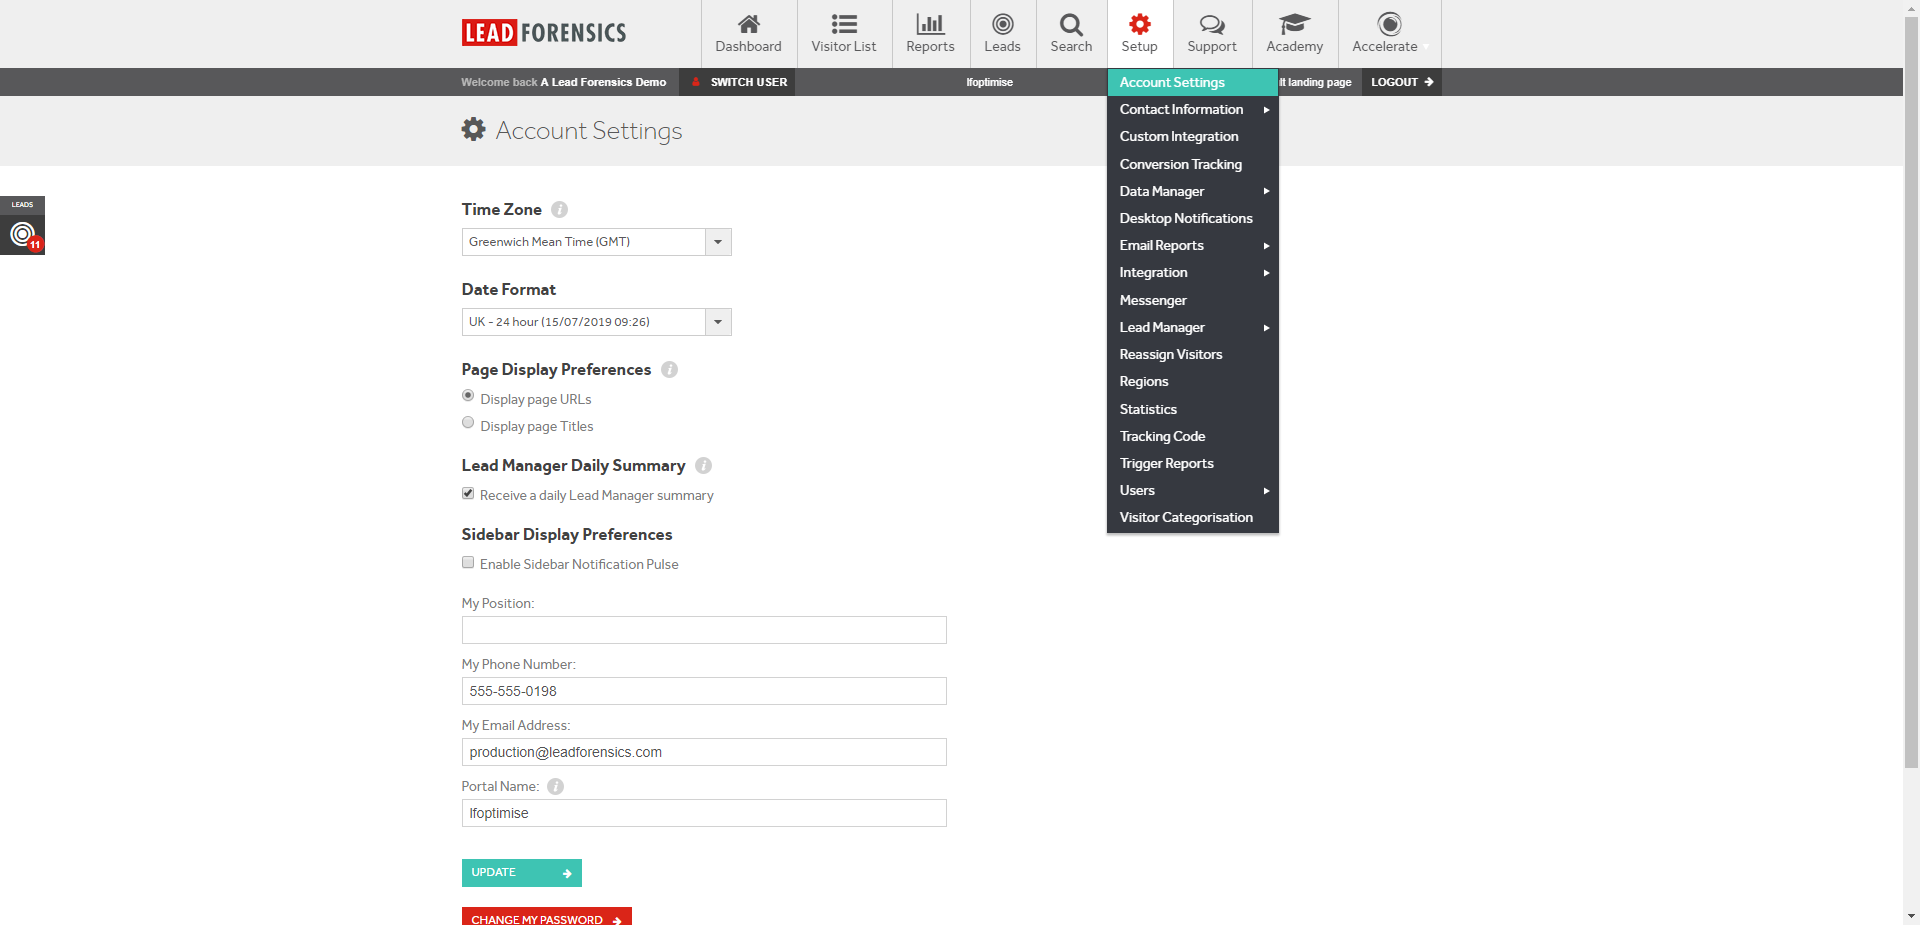 LEAD FORENSICS
Dashboard
Visitor List
Reports
Leads
Search
Setup
Support
Academy
Accelerate
Welcome back A Lead Forensics Demo
SWITCH USER
lfoptimise
lt landing page
LOGOUT
Account Settings
Account Settings
Contact Information
Custom Integration
Conversion Tracking
Data Manager
Desktop Notifications
Email Reports
Integration
Messenger
Lead Manager
Reassign Visitors
Regions
Statistics
Tracking Code
Trigger Reports
Users
Visitor Categorisation
LEADS
11
Time Zone
Greenwich Mean Time (GMT)
Date Format
UK - 24 hour (15/07/2019 09:26)
Page Display Preferences
Display page URLs
Display page Titles
Lead Manager Daily Summary
Receive a daily Lead Manager summary
Sidebar Display Preferences
Enable Sidebar Notification Pulse
My Position:
My Phone Number:
555-555-0198
My Email Address:
production@leadforensics.com
Portal Name:
lfoptimise
UPDATE
CHANGE MY PASSWORD